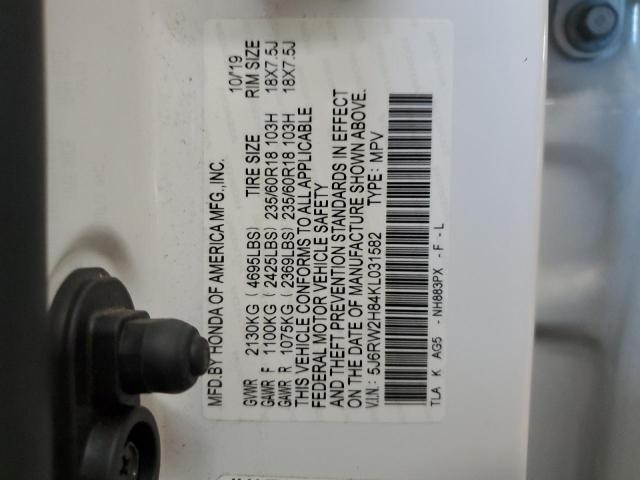 MFD.BY HONDA OF AMERICA MFG.,INC. 10/19
GVWR 2130KG ( 4695LBS) TIRE SIZE RIM SIZE
GAWR F 1100KG ( 2425LBS) 235/60R18 103H 18X7.5J
GAWR R 1075KG ( 2369LBS) 235/60R18 103H 18X7.5J
THIS VEHICLE CONFORMS TO ALL APPLICABLE
FEDERAL MOTOR VEHICLE SAFETY
AND THEFT PREVENTION STANDARDS IN EFFECT
ON THE DATE OF MANUFACTURE SHOWN ABOVE.
V.I.N.: 5J6RW2H84KL031582 TYPE: MPV
TLA K AG5 - NH883PX - F - L